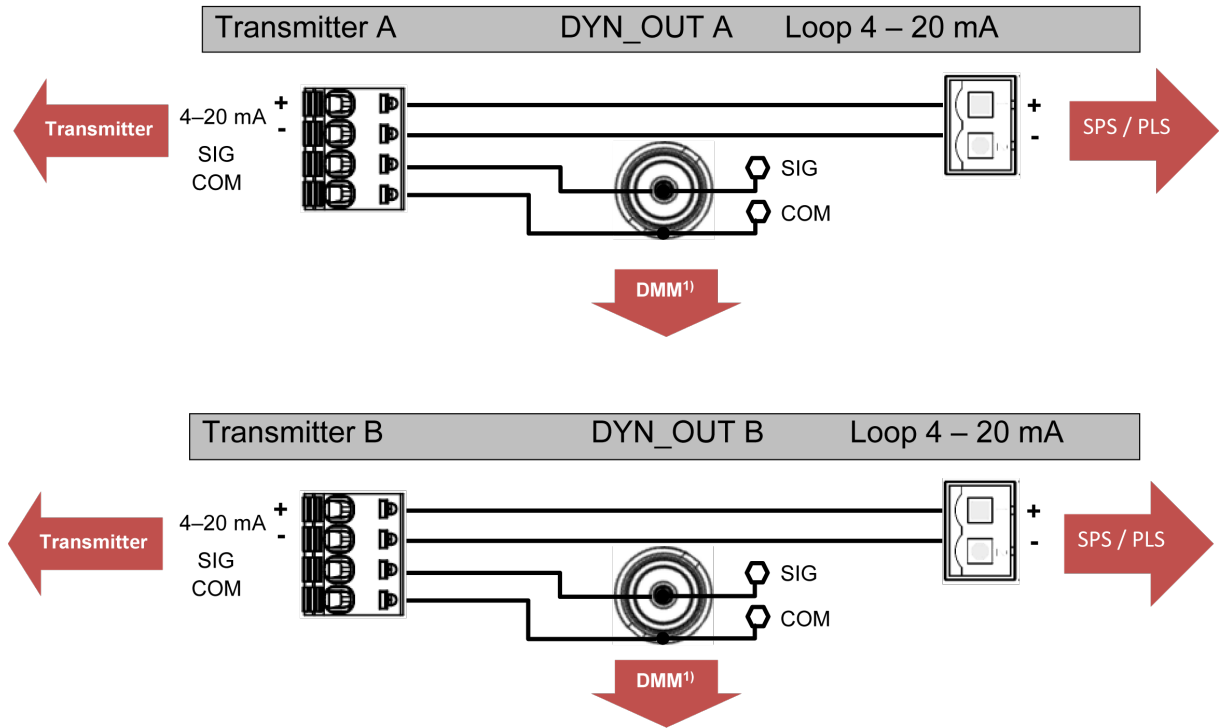 Transmitter A DYN_OUT A Loop 4 – 20 mA
Transmitter
4–20 mA
+
-
SIG
COM
SIG
COM
+
-
SPS / PLS
DMM1)
Transmitter B DYN_OUT B Loop 4 – 20 mA
Transmitter
4–20 mA
+
-
SIG
COM
SIG
COM
+
-
SPS / PLS
DMM1)